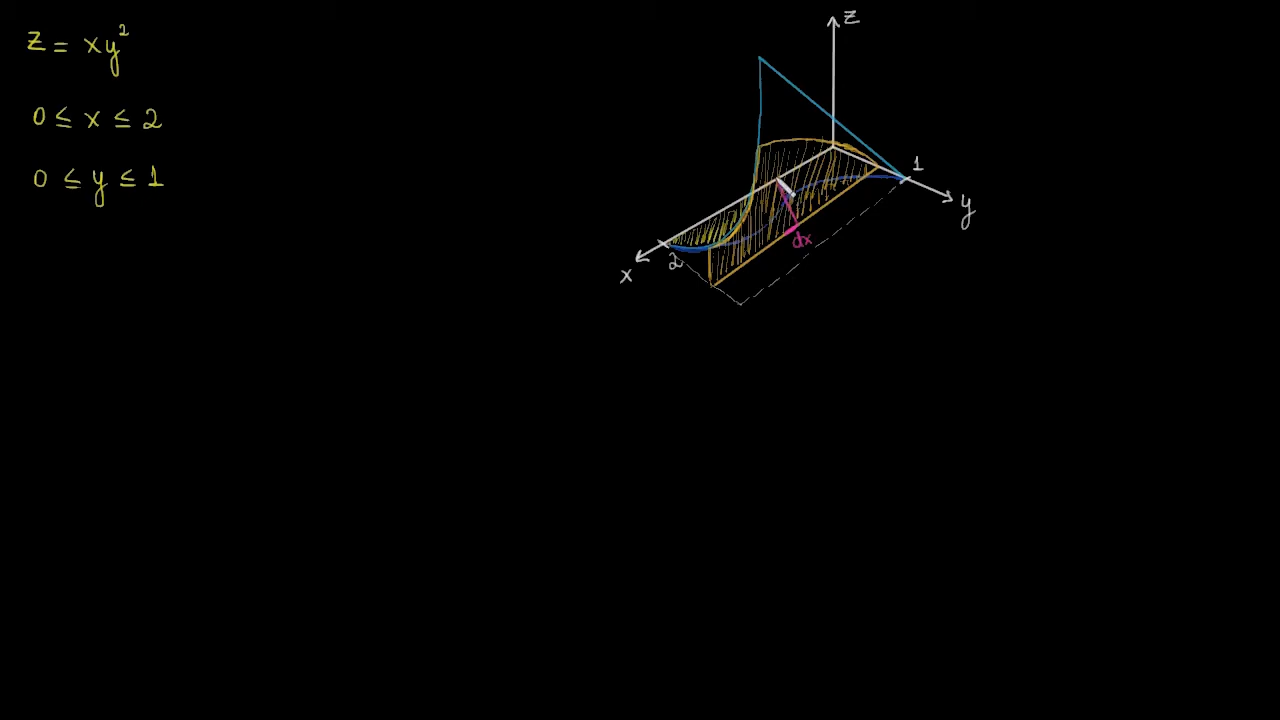 z = xy²
0 ≤ x ≤ 2
0 ≤ y ≤ 1
z
1
y
dx
2
x